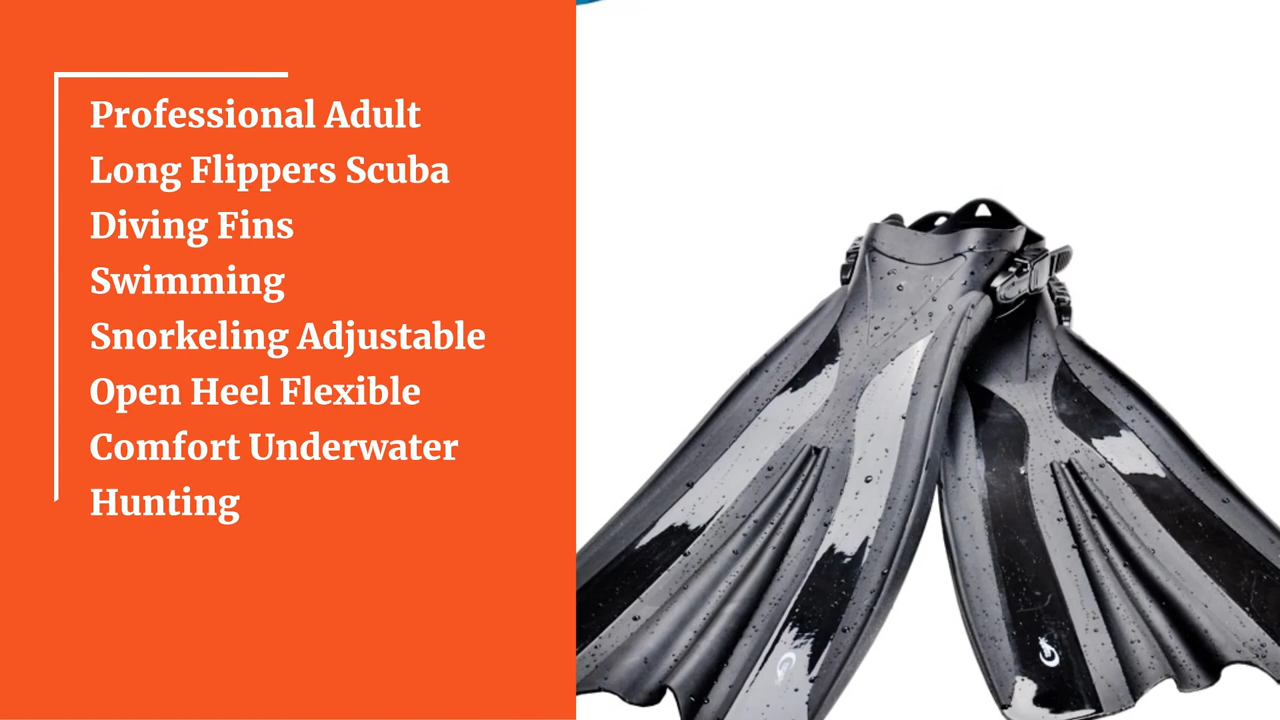 Professional Adult
Long Flippers Scuba
Diving Fins
Swimming
Snorkeling Adjustable
Open Heel Flexible
Comfort Underwater
Hunting